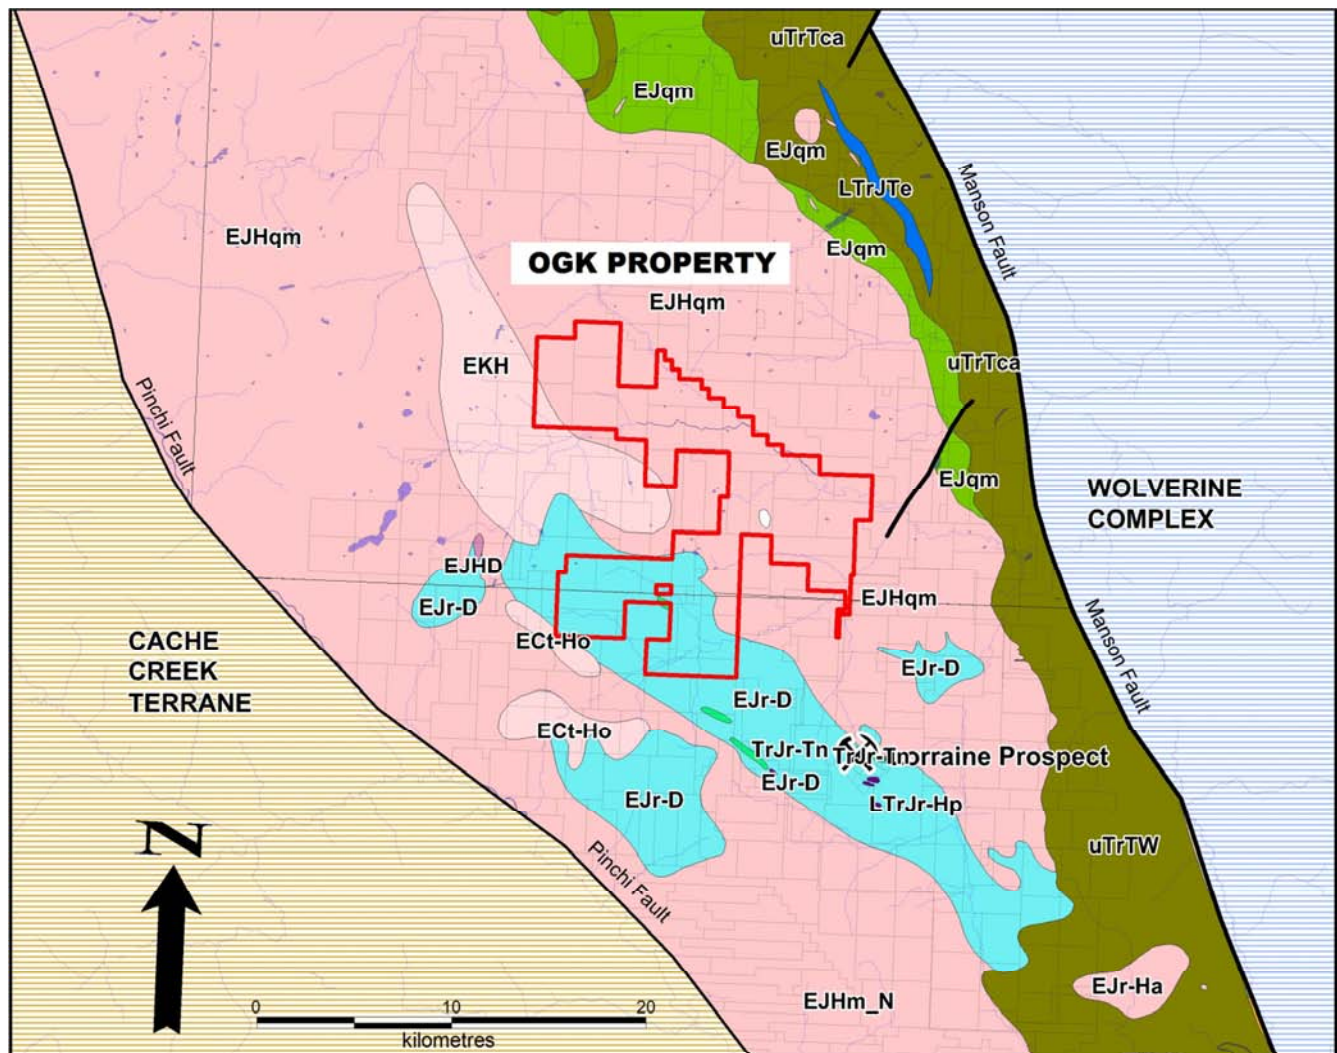 uTrTca
EJqm
EJqm
LTrJTe
Manson Fault
EJHqm
EJqm
OGK PROPERTY
EJHqm
EKH
uTrTca
Pinchi Fault
EJqm
WOLVERINE
COMPLEX
EJHD
EJr-D
EJHqm
CACHE
CREEK
TERRANE
ECt-Ho
EJr-D
Manson Fault
EJr-D
ECt-Ho
TrJr-Tn
TrJr-Tn
Lorraine Prospect
EJr-D
EJr-D
LTrJr-Hp
N
uTrTW
Pinchi Fault
EJr-Ha
EJHm_N
0 10 20
kilometres